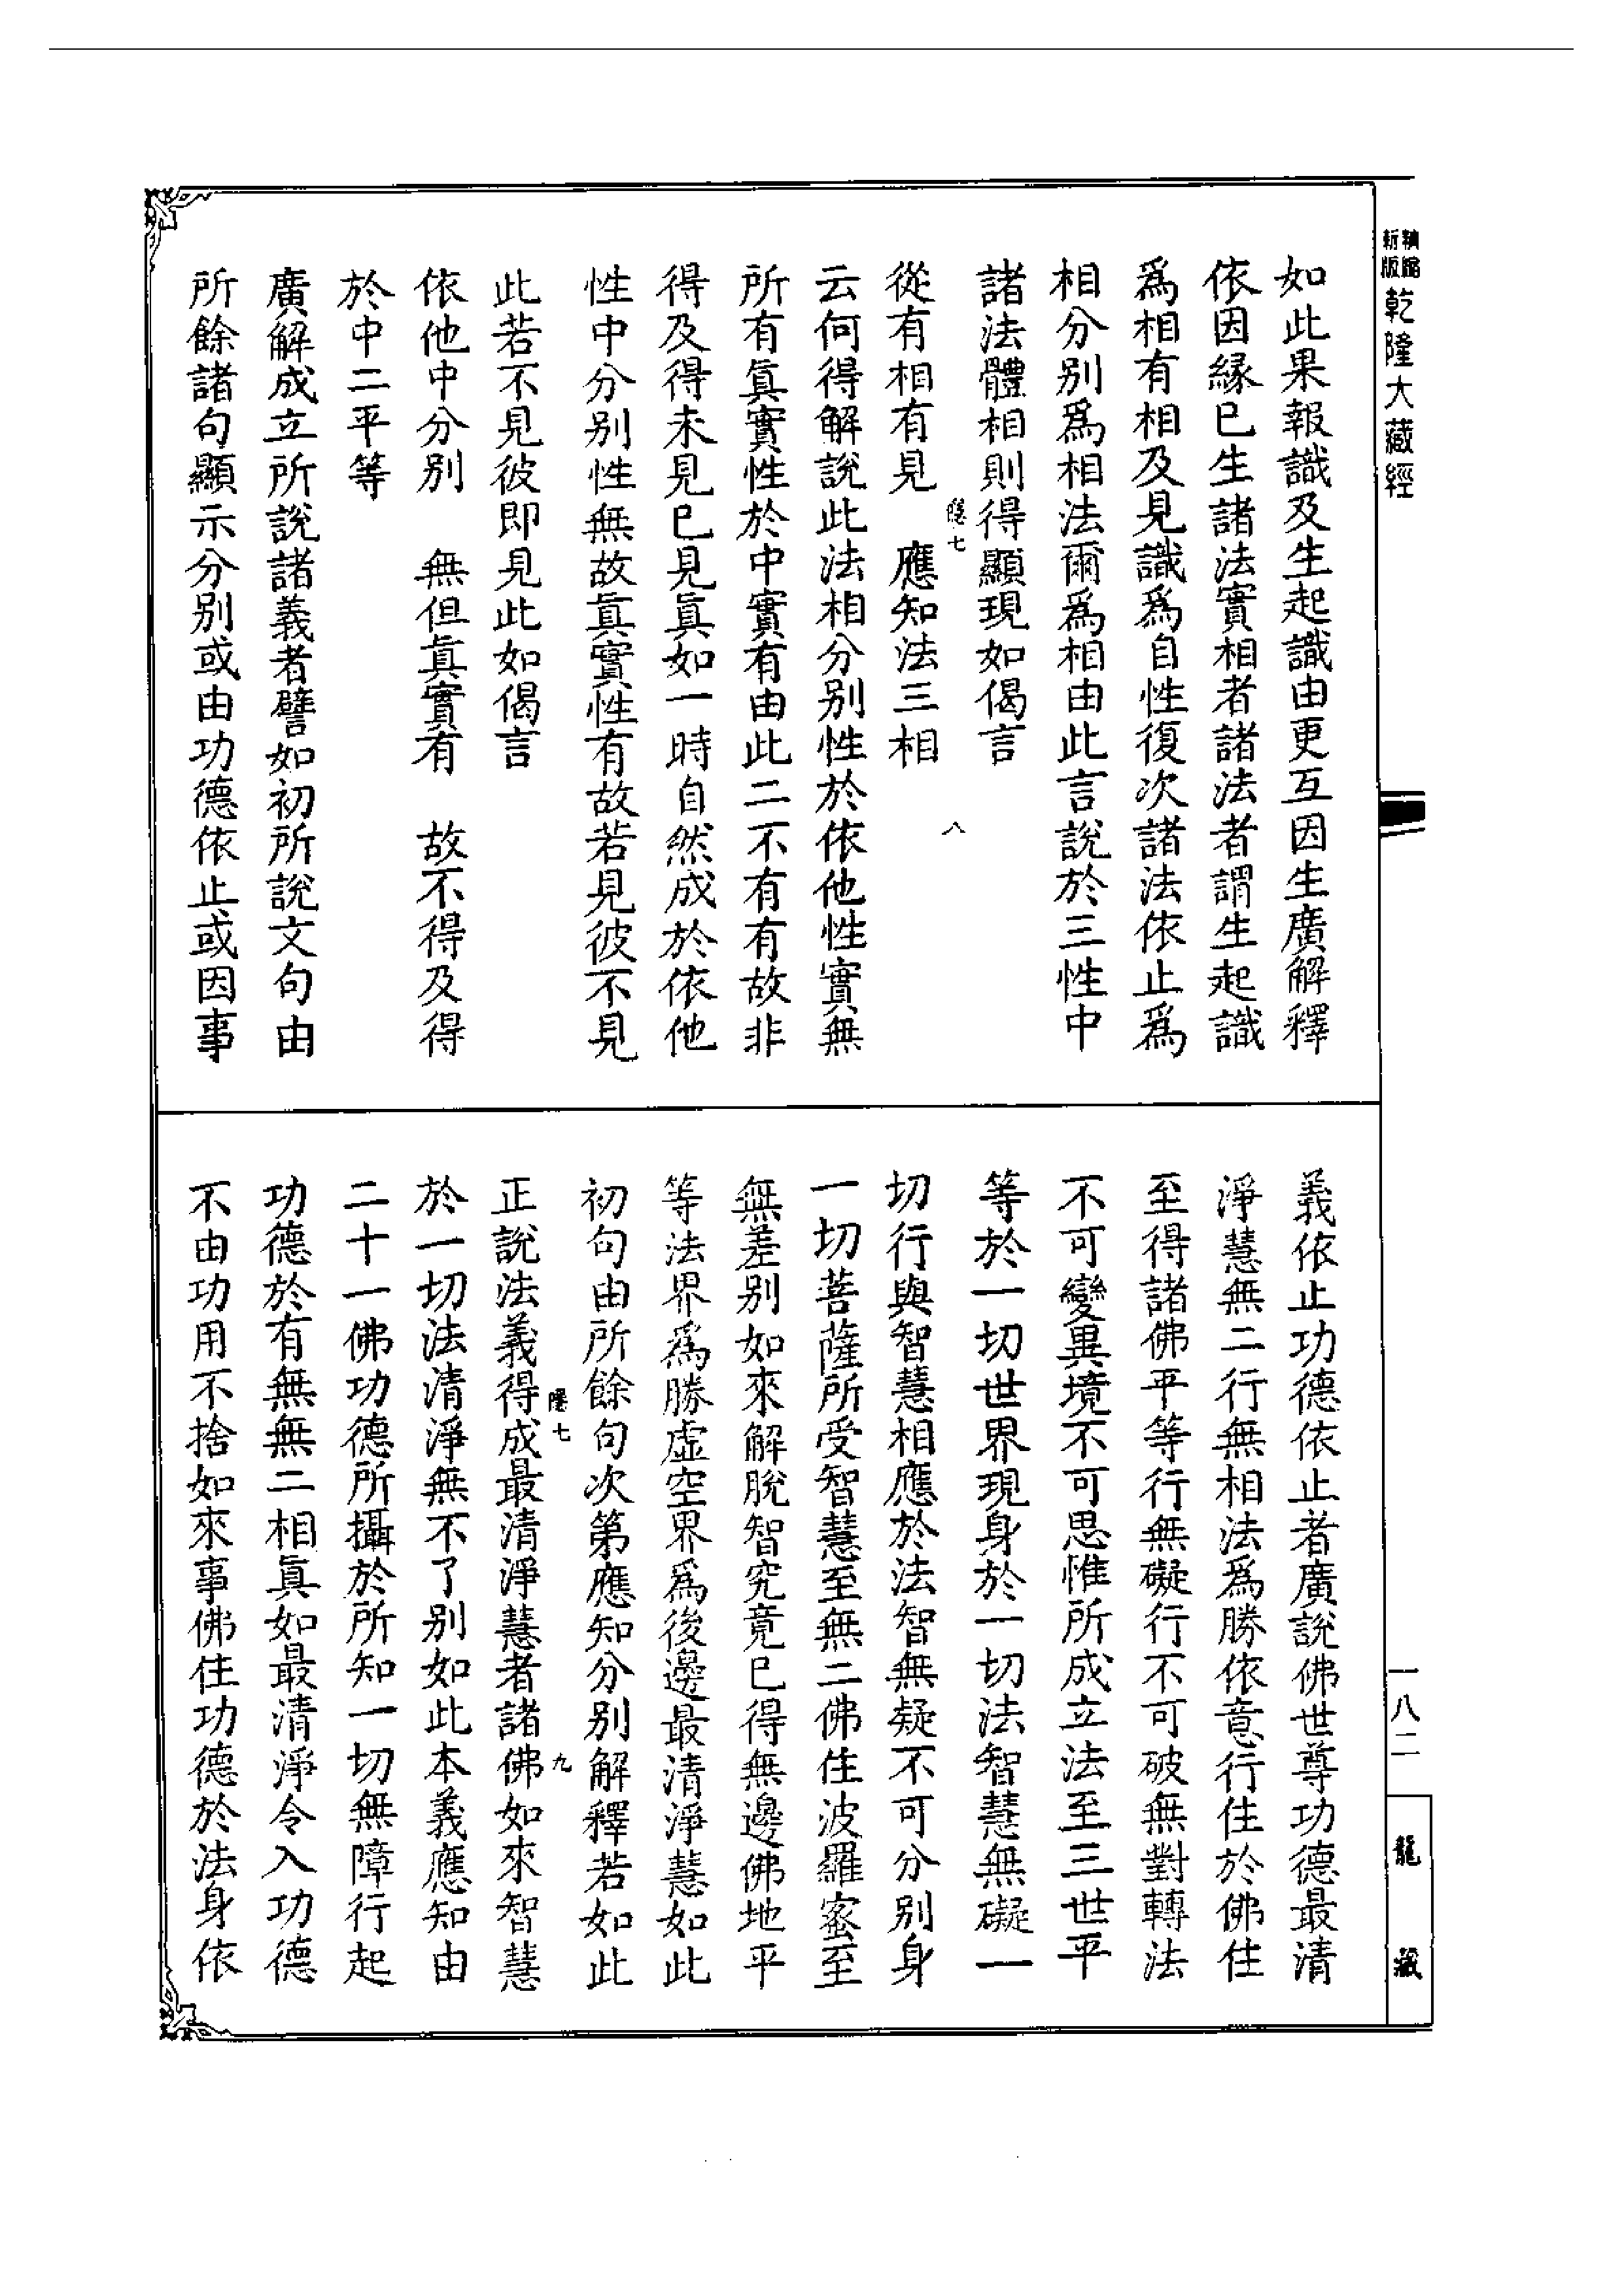 新版精縮乾隆大藏經
如此果報識及生起識由更互因生廣解釋
依因緣已生諸法實相者諸法者謂生起識
爲相有相及見識爲自性復次諸法依止爲
相分別爲相法爾爲相由此言說於三性中
諸法體相則得顯現如偈言
隱七
八
從有相有見　應知法三相
云何得解說此法相分別性於依他性實無
所有眞實性於中實有由此二不有有故非
得及得未見巳見眞如一時自然成於依他
性中分別性無故眞實性有故若見彼不見
此若不見彼即見此如偈言
依他中分別　無但眞實有　故不得及得
於中二平等
廣解成立所說諸義者譬如初所說文句由
所餘諸句顯示分別或由功德依止或因事
義依止功德依止者廣說佛世尊功德最清
淨慧無二行無相法爲勝依意行住於佛住
至得諸佛平等行無礙行不可破無對轉法
不可變異境不可思惟所成立法至三世平
等於一切世界現身於一切法智慧無礙一
切行與智慧相應於法智無疑不可分別身
一切菩薩所受智慧至無二佛住波羅蜜至
無差別如來解脫智究竟巳得無邊佛地平
等法界爲勝虛空界爲後邊最清淨慧如此
初句由所餘句次第應知分別解釋若如此
隱七
九
正說法義得成最清淨慧者諸佛如來智慧
於一切法清淨無不了別如此本義應知由
二十一佛功德所攝於所知一切無障行起
功德於有無無二相眞如最清淨令入功德
不由功用不捨如來事佛住功德於法身依
一八二
龍
藏